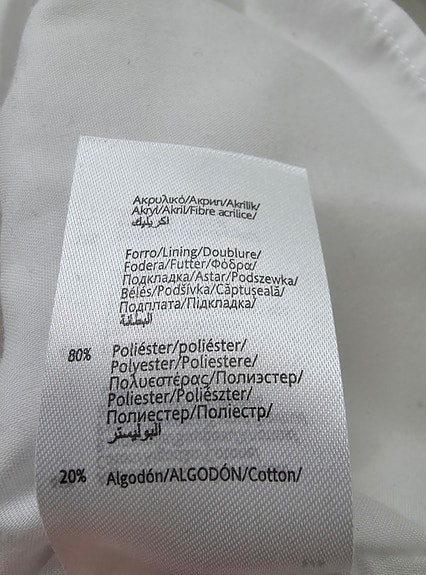 Ακρυλικό/Акрил/Akrilik/
Akryl/Akril/Fibre acrilice/
اكريليك
Forro/Lining/Doublure/
Fodera/Futter/Φόδρα/
Подкладка/Astar/Podszewka/
Bélés/Podšívka/Căptușeală/
Подплата/Підкладка/
البطانة
80% Poliéster/poliéster/
Polyester/Poliestere/
Πολυεστέρας/Полиэстер/
Poliester/Poliészter/
Полиестер/Поліестр/
البوليستر
20% Algodón/ALGODÓN/Cotton/